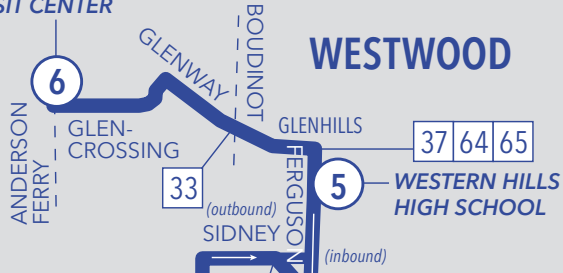 SIT CENTER
BOUDINOT
GLENWAY
WESTWOOD
6
ANDERSON
FERRY
GLEN-
CROSSING
GLENHILLS
37 64 65
33
FERGUSON
5
WESTERN HILLS
HIGH SCHOOL
(outbound)
SIDNEY
(inbound)